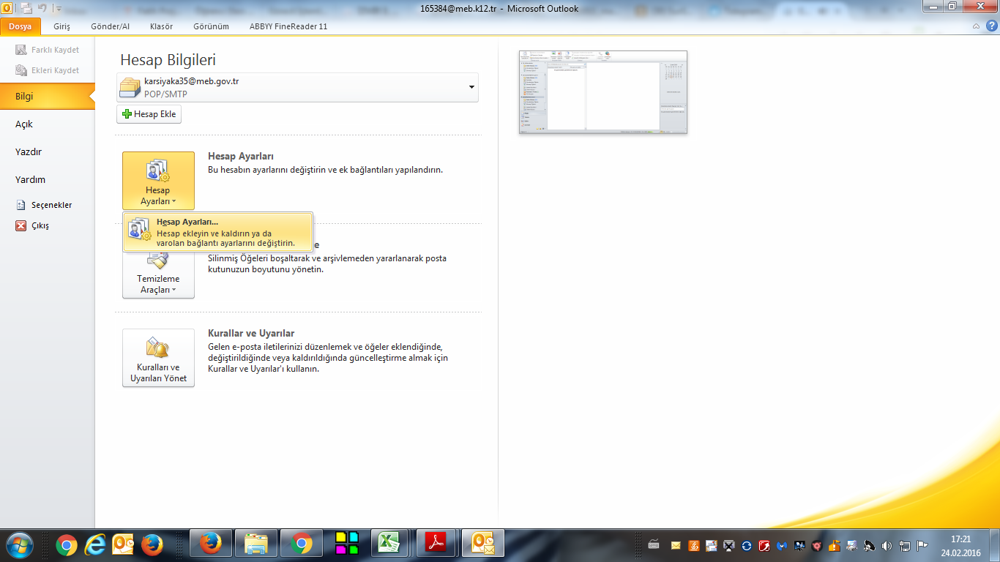 165384@meb.k12.tr - Microsoft Outlook
Dosya Giriş Gönder/Al Klasör Görünüm ABBYY FineReader 11
Farklı Kaydet
Ekleri Kaydet
Bilgi
Açık
Yazdır
Yardım
Seçenekler
Çıkış
Hesap Bilgileri
karsiyaka35@meb.gov.tr
POP/SMTP
Hesap Ekle
Hesap
Ayarları
Hesap Ayarları
Bu hesabın ayarlarını değiştirin ve ek bağlantıları yapılandırın.
Hesap Ayarları...
Hesap ekleyin ve kaldırın ya da
varolan bağlantı ayarlarını değiştirin.
e
Temizleme
Araçları
Silinmiş Öğeleri boşaltarak ve arşivlemeden yararlanarak posta
kutunuzun boyutunu yönetin.
Kuralları ve
Uyarıları Yönet
Kurallar ve Uyarılar
Gelen e-posta iletilerinizi düzenlemek ve öğeler eklendiğinde,
değiştirildiğinde veya kaldırıldığında güncelleştirme almak için
Kurallar ve Uyarılar'ı kullanın.
17:21
24.02.2016